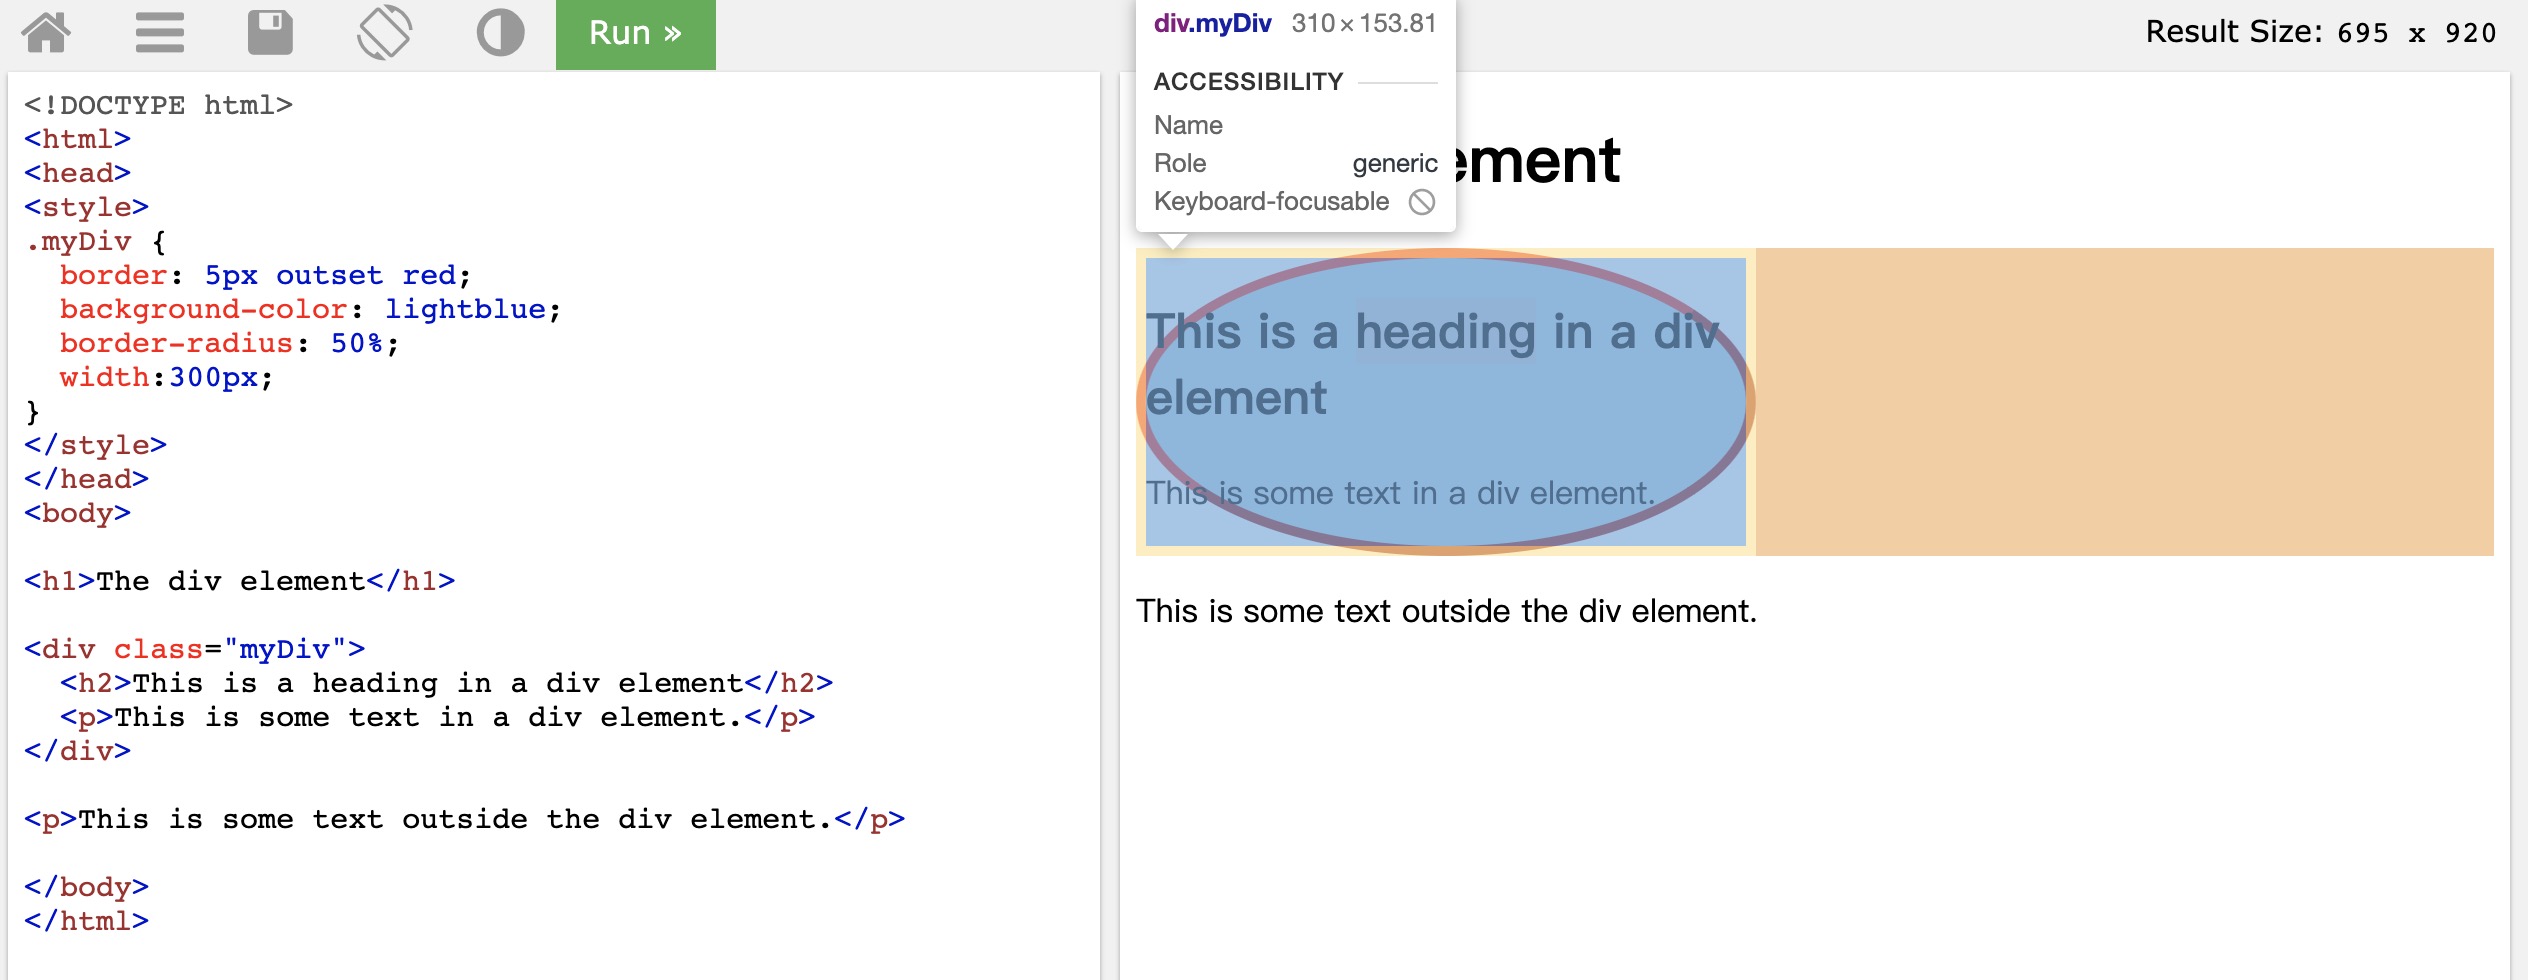 Run »
Result Size: 695 x 920
<!DOCTYPE html>
<html>
<head>
<style>
.myDiv {
  border: 5px outset red;
  background-color: lightblue;
  border-radius: 50%;
  width:300px;
}
</style>
</head>
<body>
<h1>The div element</h1>
<div class="myDiv">
  <h2>This is a heading in a div element</h2>
  <p>This is some text in a div element.</p>
</div>
<p>This is some text outside the div element.</p>
</body>
</html>
div.myDiv 310×153.81
ACCESSIBILITY
Name
Role generic
Keyboard-focusable
ement
This is a heading in a div
element
This is some text in a div element.
This is some text outside the div element.